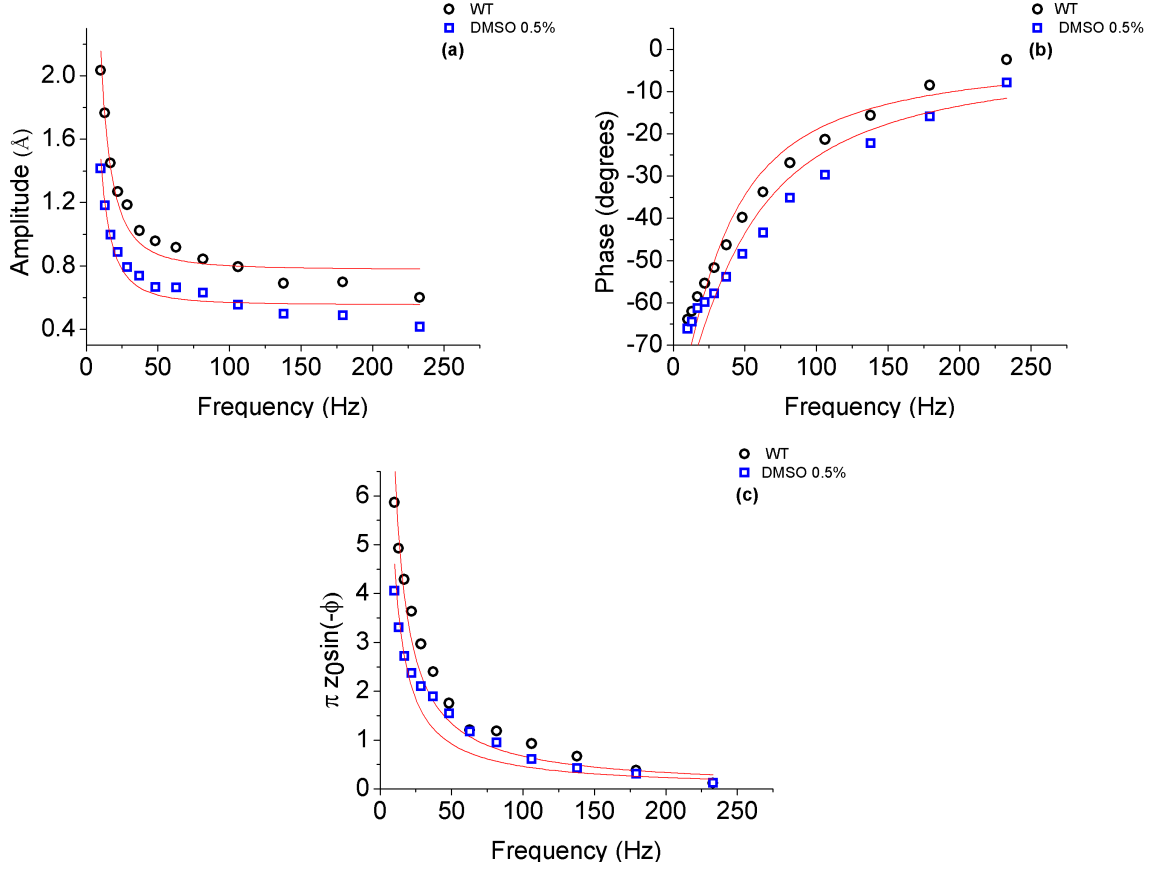 WT
DMSO 0.5%
(a)
2.0
1.6
1.2
0.8
0.4
Amplitude (Å)
0 50 100 150 200 250
Frequency (Hz)
WT
DMSO 0.5%
(b)
0
-10
-20
-30
-40
-50
-60
-70
Phase (degrees)
0 50 100 150 200 250
Frequency (Hz)
WT
DMSO 0.5%
(c)
6
5
4
3
2
1
0
π z0sin(-ϕ)
0 50 100 150 200 250
Frequency (Hz)